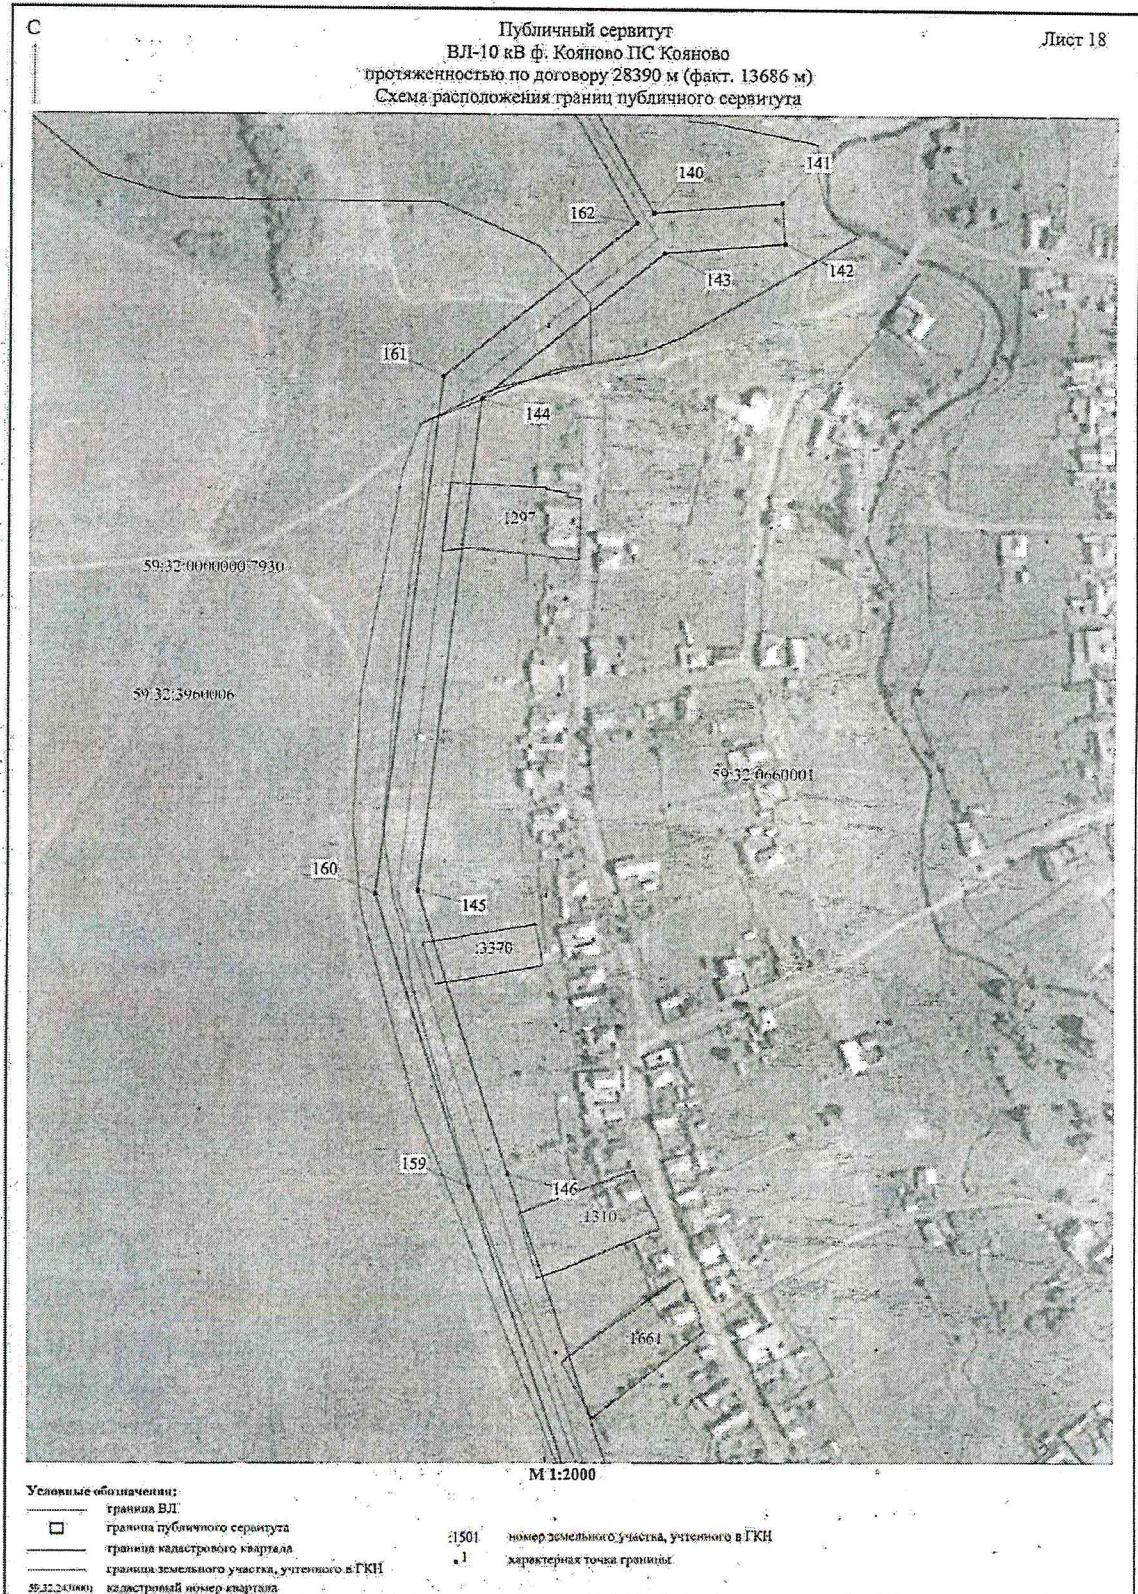 С
Публичный сервитут
ВЛ-10 кВ ф. Кояново ПС Кояново
протяженностью по договору 28390 м (факт. 13686 м)
Схема расположения границ публичного сервитута
Лист 18
141
140
162
143
142
161
144
1297
59:32:0000000:7930
59:32:3960006
59:32:0660001
160
145
:3370
159
146
:1310
:1661
М 1:2000
Условные обозначения:
граница ВЛ
граница публичного сервитута
граница кадастрового квартала
граница земельного участка, учтенного в ГКН
кадастровый номер квартала
:1501 номер земельного участка, учтенного в ГКН
.1 характерная точка границы